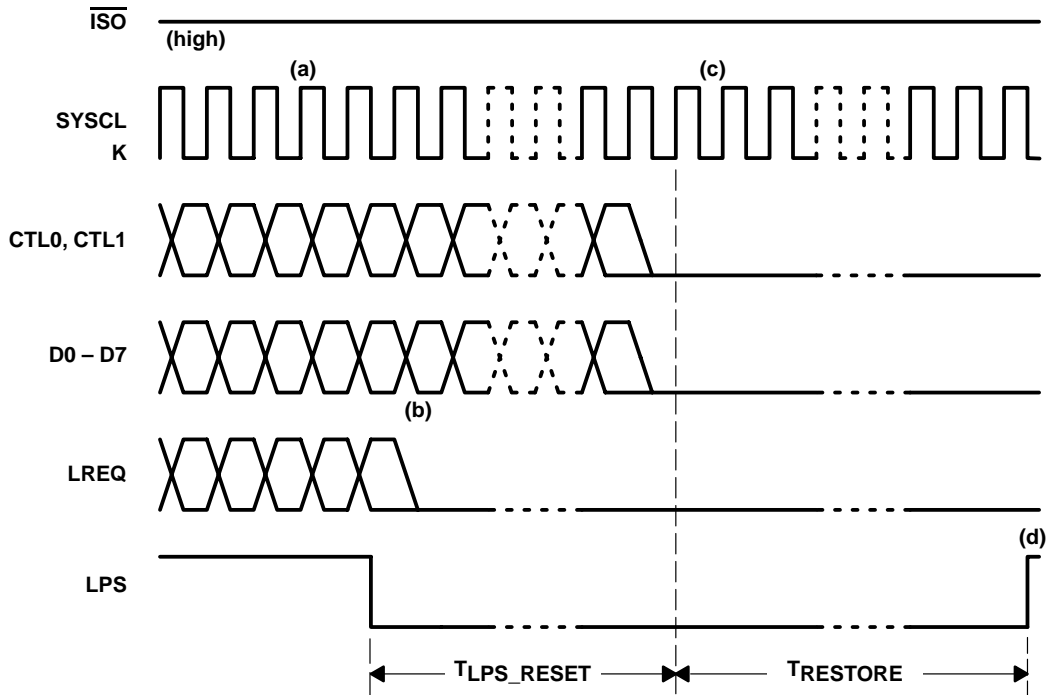 ISO
(high)
(a)
(c)
SYSCL
K
CTL0, CTL1
D0 – D7
(b)
LREQ
(d)
LPS
TLPS_RESET
TRESTORE